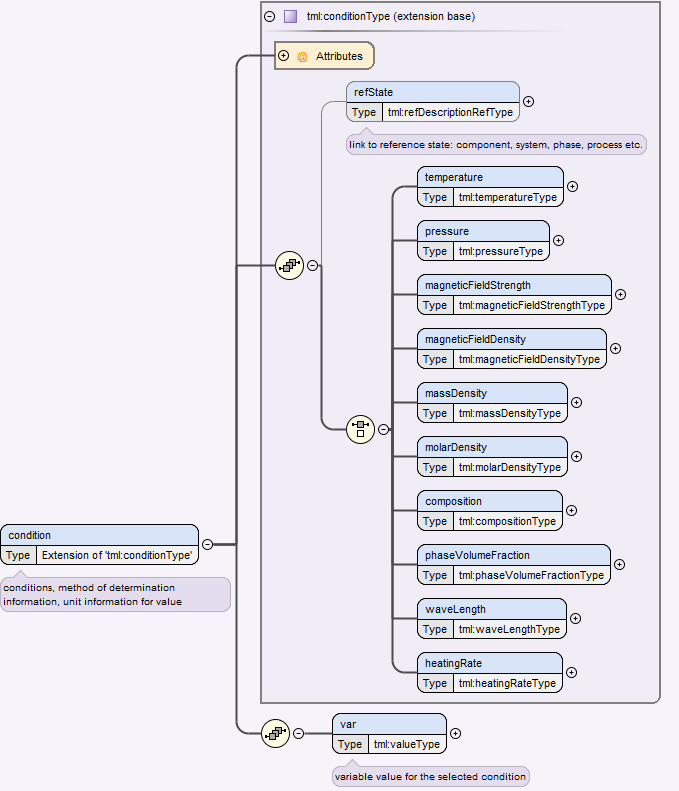 tml:conditionType (extension base)
@ Attributes
refState
Type tml:refDescriptionRefType
link to reference state: component, system, phase, process etc.
temperature
Type tml:temperatureType
pressure
Type tml:pressureType
magneticFieldStrength
Type tml:magneticFieldStrengthType
magneticFieldDensity
Type tml:magneticFieldDensityType
massDensity
Type tml:massDensityType
molarDensity
Type tml:molarDensityType
composition
Type tml:compositionType
condition
Type Extension of 'tml:conditionType'
conditions, method of determination
information, unit information for value
phaseVolumeFraction
Type tml:phaseVolumeFractionType
waveLength
Type tml:waveLengthType
heatingRate
Type tml:heatingRateType
var
Type tml:valueType
variable value for the selected condition